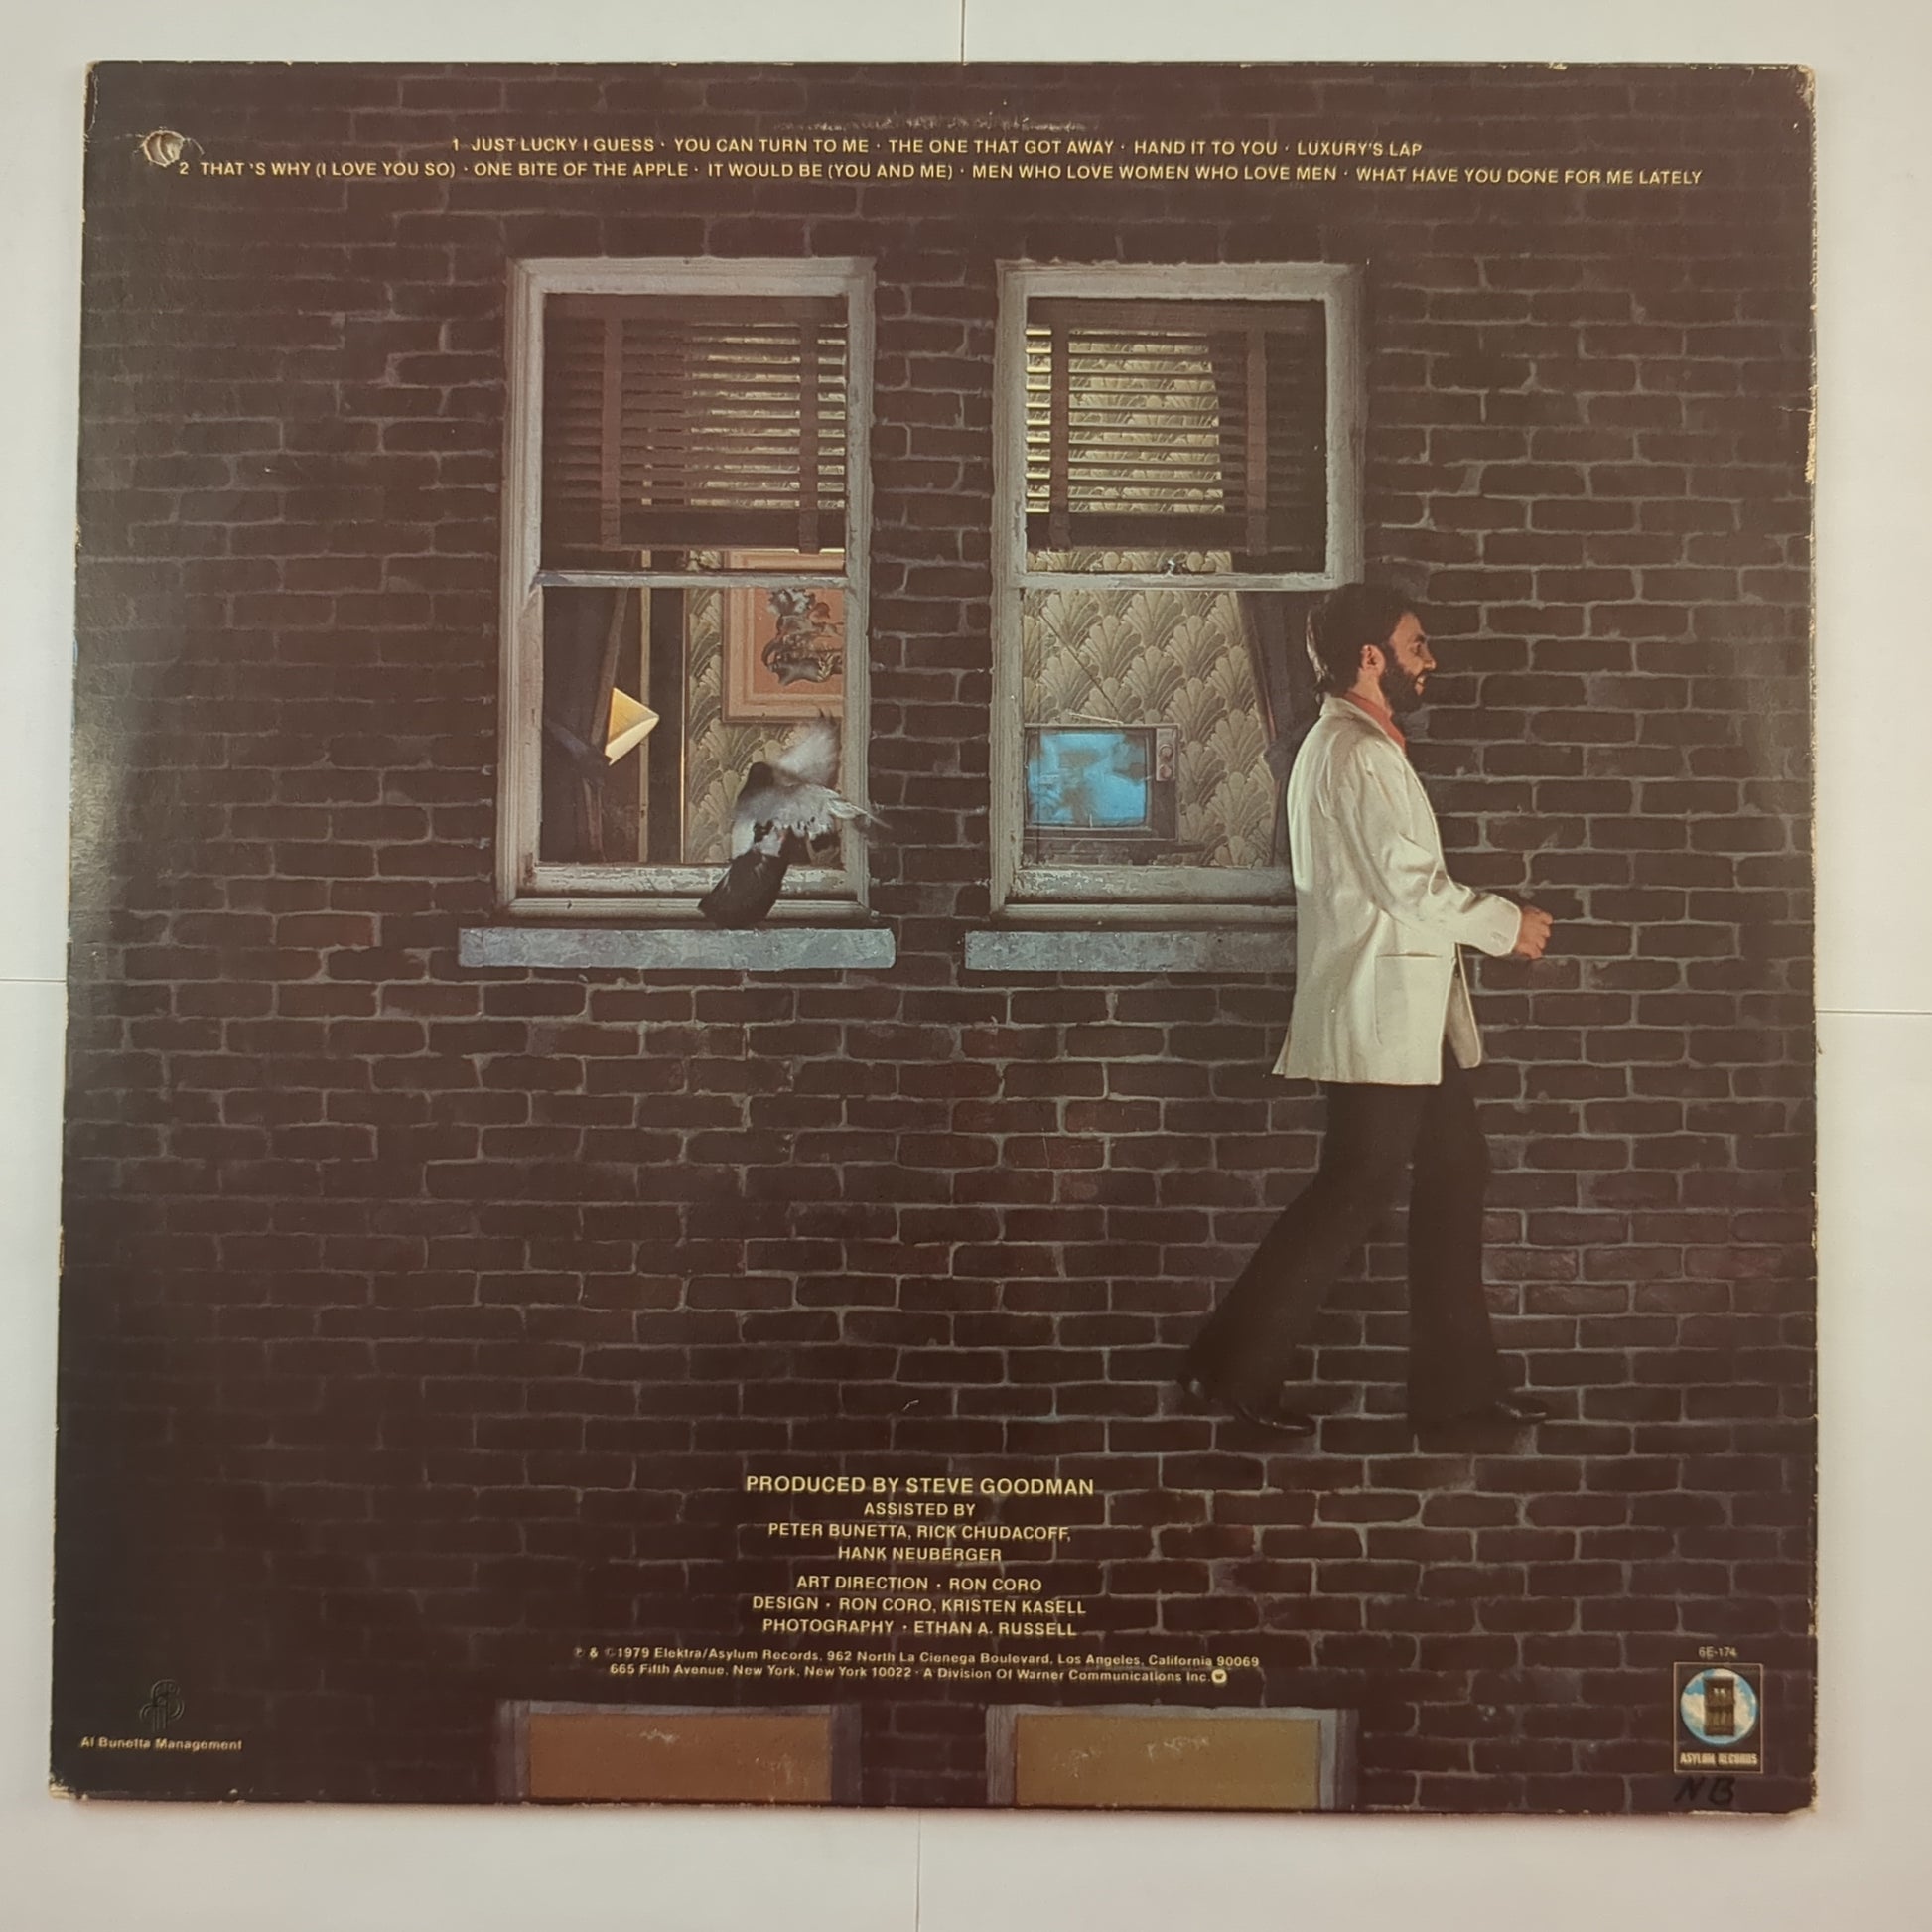 1 JUST LUCKY I GUESS · YOU CAN TURN TO ME · THE ONE THAT GOT AWAY · HAND IT TO YOU · LUXURY'S LAP
2 THAT 'S WHY (I LOVE YOU SO) · ONE BITE OF THE APPLE · IT WOULD BE (YOU AND ME) · MEN WHO LOVE WOMEN WHO LOVE MEN · WHAT HAVE YOU DONE FOR ME LATELY
PRODUCED BY STEVE GOODMAN
ASSISTED BY
PETER BUNETTA, RICK CHUDACOFF,
HANK NEUBERGER
ART DIRECTION · RON CORO
DESIGN · RON CORO, KRISTEN KASELL
PHOTOGRAPHY · ETHAN A. RUSSELL
℗ & ©1979 Elektra/Asylum Records, 962 North La Cienega Boulevard, Los Angeles, California 90069
665 Fifth Avenue, New York, New York 10022 · A Division Of Warner Communications Inc.
Al Bunetta Management
6E-174
ASYLUM RECORDS
NB